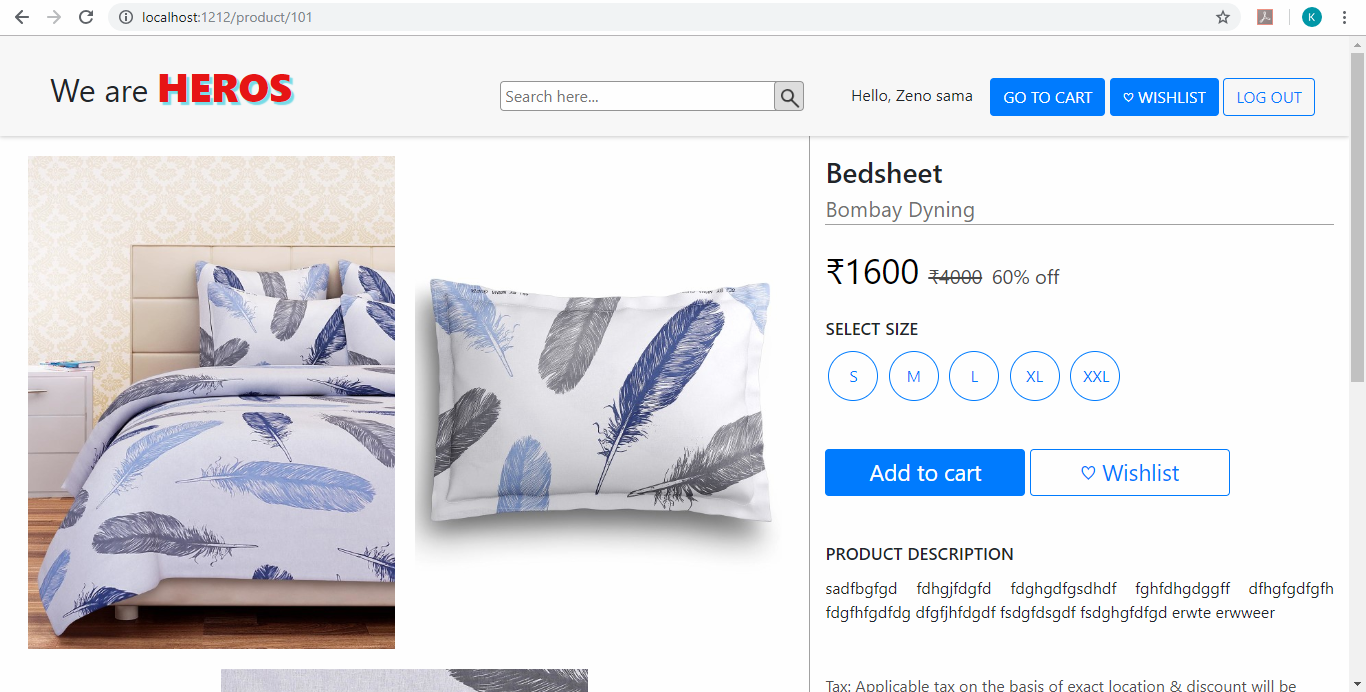 localhost:1212/product/101
K
We are HEROS
Search here...
Hello, Zeno sama
GO TO CART
♡ WISHLIST
LOG OUT
Bedsheet
Bombay Dyning
₹1600 ₹4000 60% off
SELECT SIZE
S M L XL XXL
Add to cart
♡ Wishlist
PRODUCT DESCRIPTION
sadfbgfgd fdhgjfdgfd fdghgdfgsdhdf fghfdhgdggff dfhgfgdfgfh
fdgfhfgdfdg dfgfjhfdgdf fsdgfdsgdf fsdghgfdfgd erwte erwweer
Tax: Applicable tax on the basis of exact location & discount will be